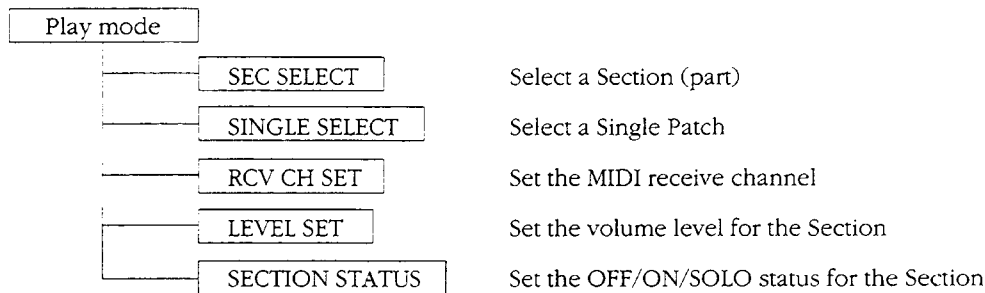 Play mode
SEC SELECT Select a Section (part)
SINGLE SELECT Select a Single Patch
RCV CH SET Set the MIDI receive channel
LEVEL SET Set the volume level for the Section
SECTION STATUS Set the OFF/ON/SOLO status for the Section